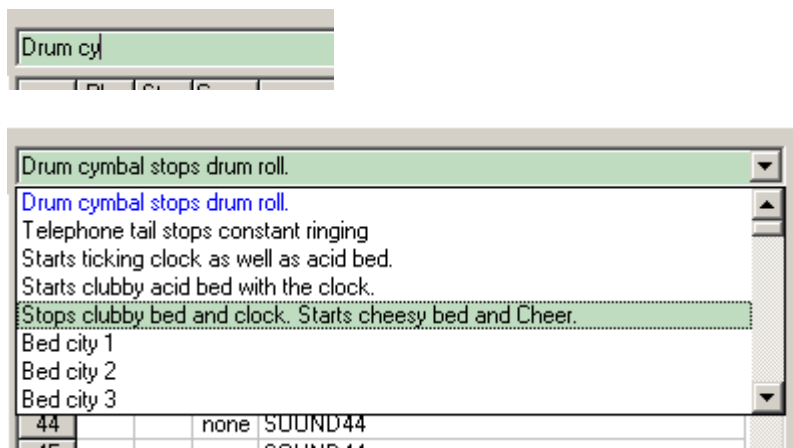 Drum cy
Drum cymbal stops drum roll.
Drum cymbal stops drum roll.
Telephone tail stops constant ringing
Starts ticking clock as well as acid bed.
Starts clubby acid bed with the clock.
Stops clubby bed and clock. Starts cheesy bed and Cheer.
Bed city 1
Bed city 2
Bed city 3
44 none SOUND44